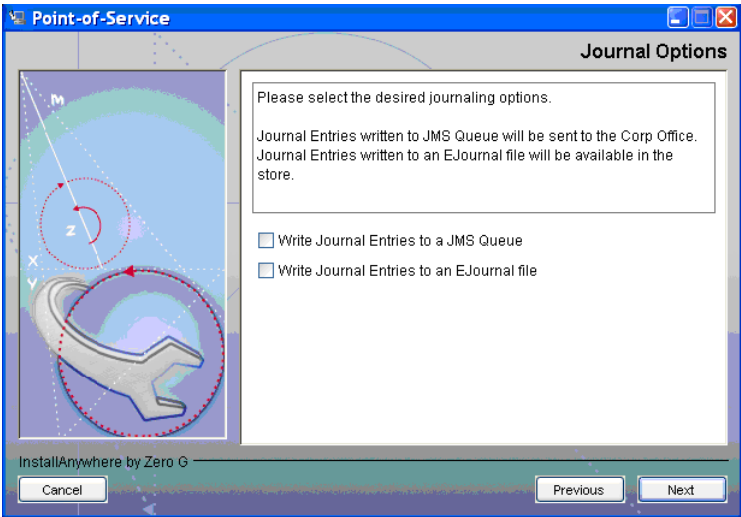 Point-of-Service
Journal Options
M
Z
X
Y
Please select the desired journaling options.
Journal Entries written to JMS Queue will be sent to the Corp Office.
Journal Entries written to an EJournal file will be available in the
store.
Write Journal Entries to a JMS Queue
Write Journal Entries to an EJournal file
InstallAnywhere by Zero G
Cancel
Previous
Next